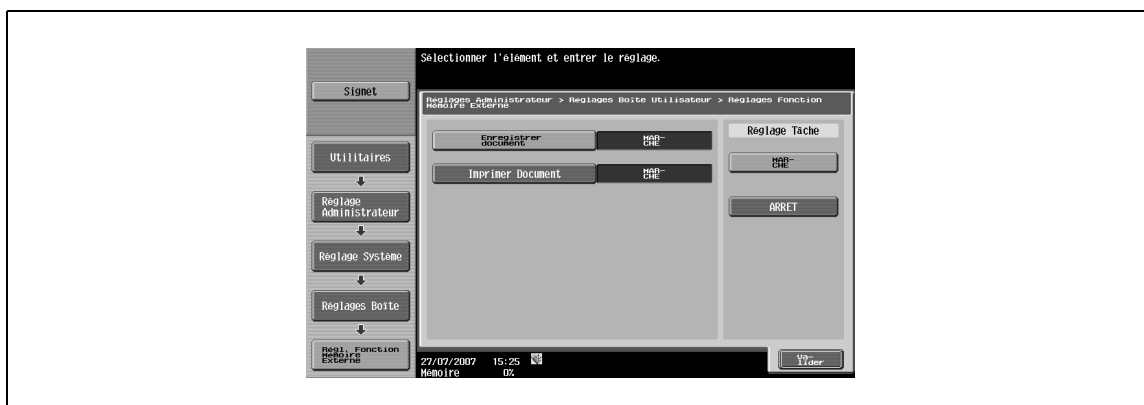 Sélectionner l'élément et entrer le réglage.
Signet
Réglages Administrateur > Réglages Boîte Utilisateur > Réglages Fonction
Mémoire Externe
Enregistrer
document
MAR-
CHE
Réglage Tâche
MAR-
CHE
Utilitaires
Imprimer Document
MAR-
CHE
Réglage
Administrateur
ARRET
Réglage Système
Réglages Boîte
Régl. Fonction
Mémoire
Externe
27/07/2007 15:25
Mémoire 0%
Va-
lider